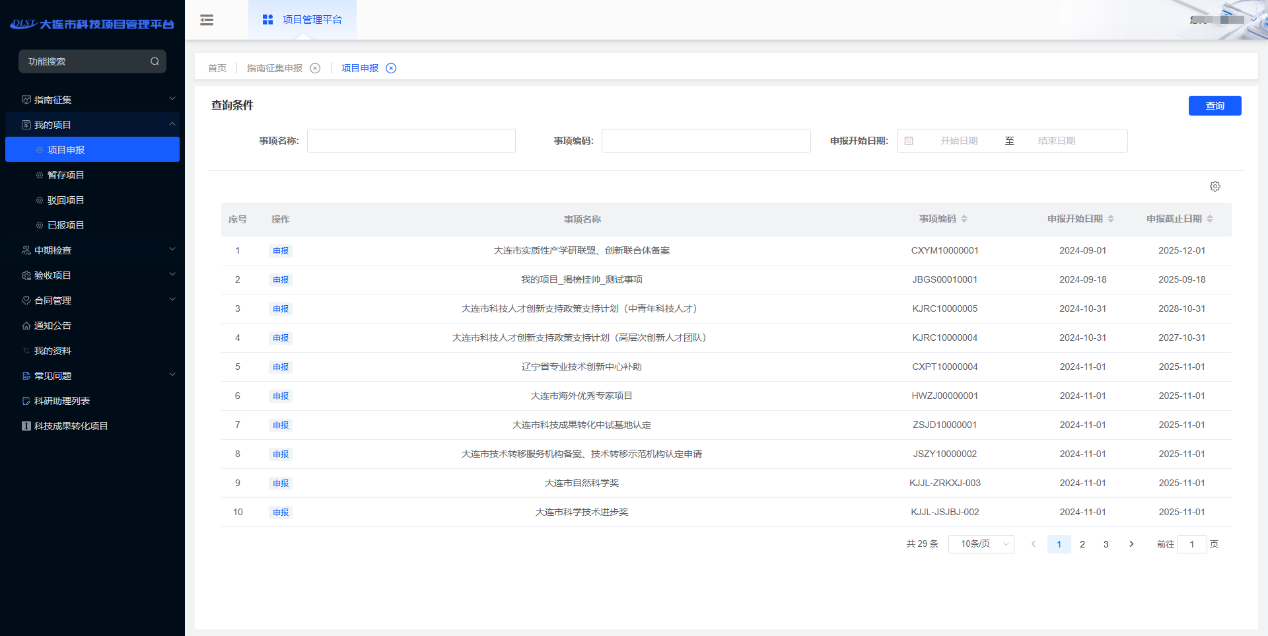 DLST 大连市科技项目管理平台
项目管理平台
功能搜索
指南征集
我的项目
项目申报
暂存项目
驳回项目
已报项目
中期检查
验收项目
合同管理
通知公告
我的资料
常见问题
科研助理列表
科技成果转化项目
首页 指南征集申报 项目申报
查询条件
查询
事项名称: 事项编码: 申报开始日期: 开始日期 至 结束日期
序号 操作 事项名称 事项编码 申报开始日期 申报截止日期
1 申报 大连市实质性产学研联盟、创新联合体备案 CXYM10000001 2024-09-01 2025-12-01
2 申报 我的项目_揭榜挂帅_测试事项 JBGS00010001 2024-09-18 2025-09-18
3 申报 大连市科技人才创新支持政策支持计划（中青年科技人才） KJRC10000005 2024-10-31 2028-10-31
4 申报 大连市科技人才创新支持政策支持计划（高层次创新人才团队） KJRC10000004 2024-10-31 2027-10-31
5 申报 辽宁省专业技术创新中心补助 CXPT10000004 2024-11-01 2025-11-01
6 申报 大连市海外优秀专家项目 HWZJ00000001 2024-11-01 2025-11-01
7 申报 大连市科技成果转化中试基地认定 ZSJD10000001 2024-11-01 2025-11-01
8 申报 大连市技术转移服务机构备案、技术转移示范机构认定申请 JSZY10000002 2024-11-01 2025-11-01
9 申报 大连市自然科学奖 KJJL-ZRKXJ-003 2024-11-01 2025-11-01
10 申报 大连市科学技术进步奖 KJJL-JSJBJ-002 2024-11-01 2025-11-01
共 29 条 10条/页 1 2 3 前往 1 页